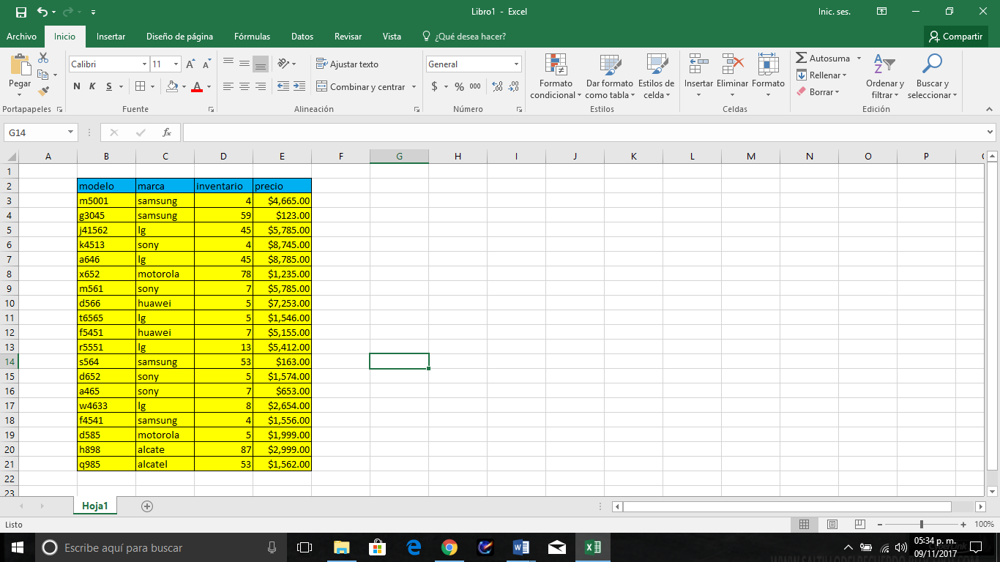 Libro1 - Excel
Inic. ses.
Archivo Inicio Insertar Diseño de página Fórmulas Datos Revisar Vista ¿Qué desea hacer? Compartir
Pegar
Calibri 11
N K S
Ajustar texto
Combinar y centrar
General
$ % 000
Formato condicional
Dar formato como tabla
Estilos de celda
Insertar Eliminar Formato
Autosuma
Rellenar
Borrar
Ordenar y filtrar
Buscar y seleccionar
Portapapeles Fuente Alineación Número Estilos Celdas Edición
G14 fx
A B C D E F G H I J K L M N O P
1
2 modelo marca inventario precio
3 m5001 samsung 4 $4,665.00
4 g3045 samsung 59 $123.00
5 j41562 lg 45 $5,785.00
6 k4513 sony 4 $8,745.00
7 a646 lg 45 $8,785.00
8 x652 motorola 78 $1,235.00
9 m561 sony 7 $5,785.00
10 d566 huawei 5 $7,253.00
11 t6565 lg 5 $1,546.00
12 f5451 huawei 7 $5,155.00
13 r5551 lg 13 $5,412.00
14 s564 samsung 53 $163.00
15 d652 sony 5 $1,574.00
16 a465 sony 7 $653.00
17 w4633 lg 8 $2,654.00
18 f4541 samsung 4 $1,556.00
19 d585 motorola 5 $1,999.00
20 h898 alcate 87 $2,999.00
21 q985 alcatel 53 $1,562.00
22
23
Hoja1
Listo
100%
Escribe aquí para buscar
05:34 p. m.
09/11/2017